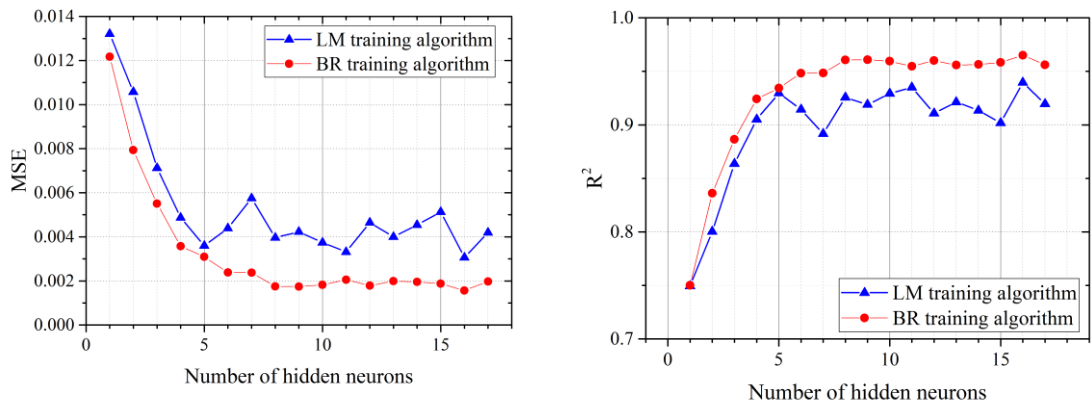 0.014
0.012
0.010
0.008
0.006
0.004
0.002
0.000
MSE
LM training algorithm
BR training algorithm
0 5 10 15
Number of hidden neurons
1.0
0.9
0.8
0.7
R²
LM training algorithm
BR training algorithm
0 5 10 15
Number of hidden neurons